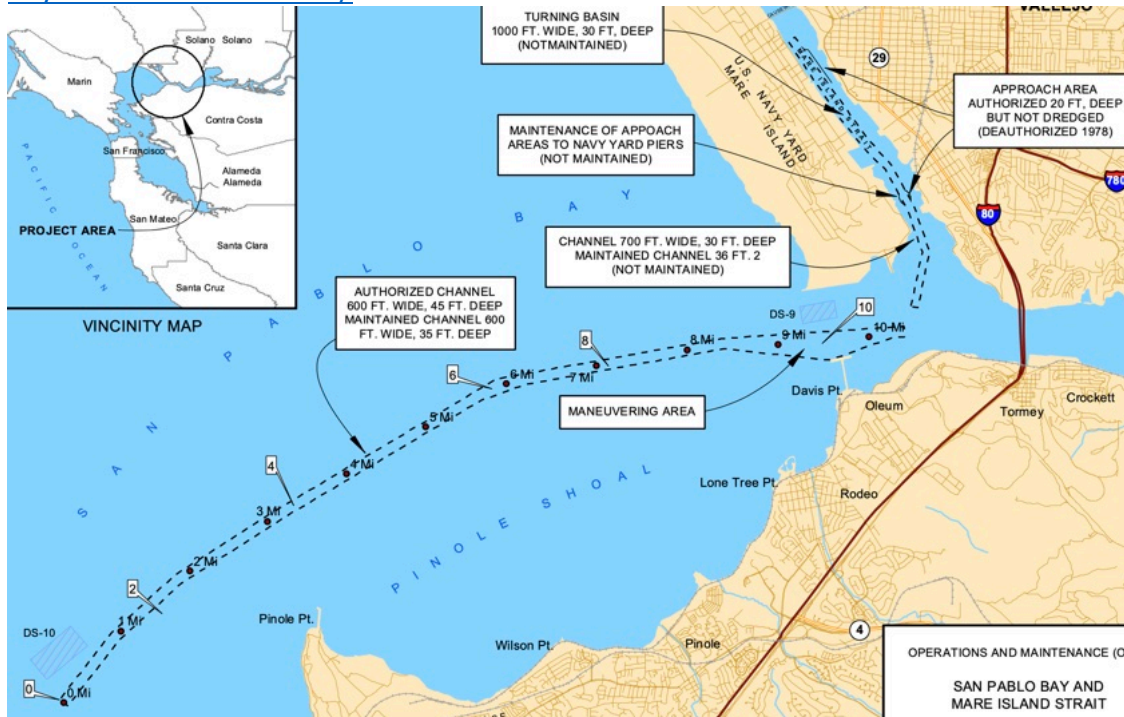 TURNING BASIN
1000 FT. WIDE, 30 FT, DEEP
(NOTMAINTAINED)
VALLEJO
29
Solano
Solano
Marin
Contra Costa
San Francisco
Alameda
Alameda
San Mateo
PROJECT AREA
Santa Clara
Santa Cruz
PACIFIC OCEAN
VINCINITY MAP
U.S. NAVY YARD
MARE ISLAND
APPROACH AREA
AUTHORIZED 20 FT, DEEP
BUT NOT DREDGED
(DEAUTHORIZED 1978)
MAINTENANCE OF APPOACH
AREAS TO NAVY YARD PIERS
(NOT MAINTAINED)
780
80
CHANNEL 700 FT. WIDE, 30 FT. DEEP
MAINTAINED CHANNEL 36 FT. 2
(NOT MAINTAINED)
SAN PABLO BAY
AUTHORIZED CHANNEL
600 FT. WIDE, 45 FT. DEEP
MAINTAINED CHANNEL 600
FT. WIDE, 35 FT. DEEP
DS-9
10
10 Mi
9 Mi
8 Mi
8
7 Mi
6 Mi
6
MANEUVERING AREA
Davis Pt.
Oleum
Tormey
Crockett
5 Mi
4 Mi
4
3 Mi
2 Mi
2
1 Mi
DS-10
0
0 Mi
PINOLE SHOAL
Lone Tree Pt.
Rodeo
Pinole Pt.
Wilson Pt.
Pinole
4
OPERATIONS AND MAINTENANCE (O
SAN PABLO BAY AND
MARE ISLAND STRAIT